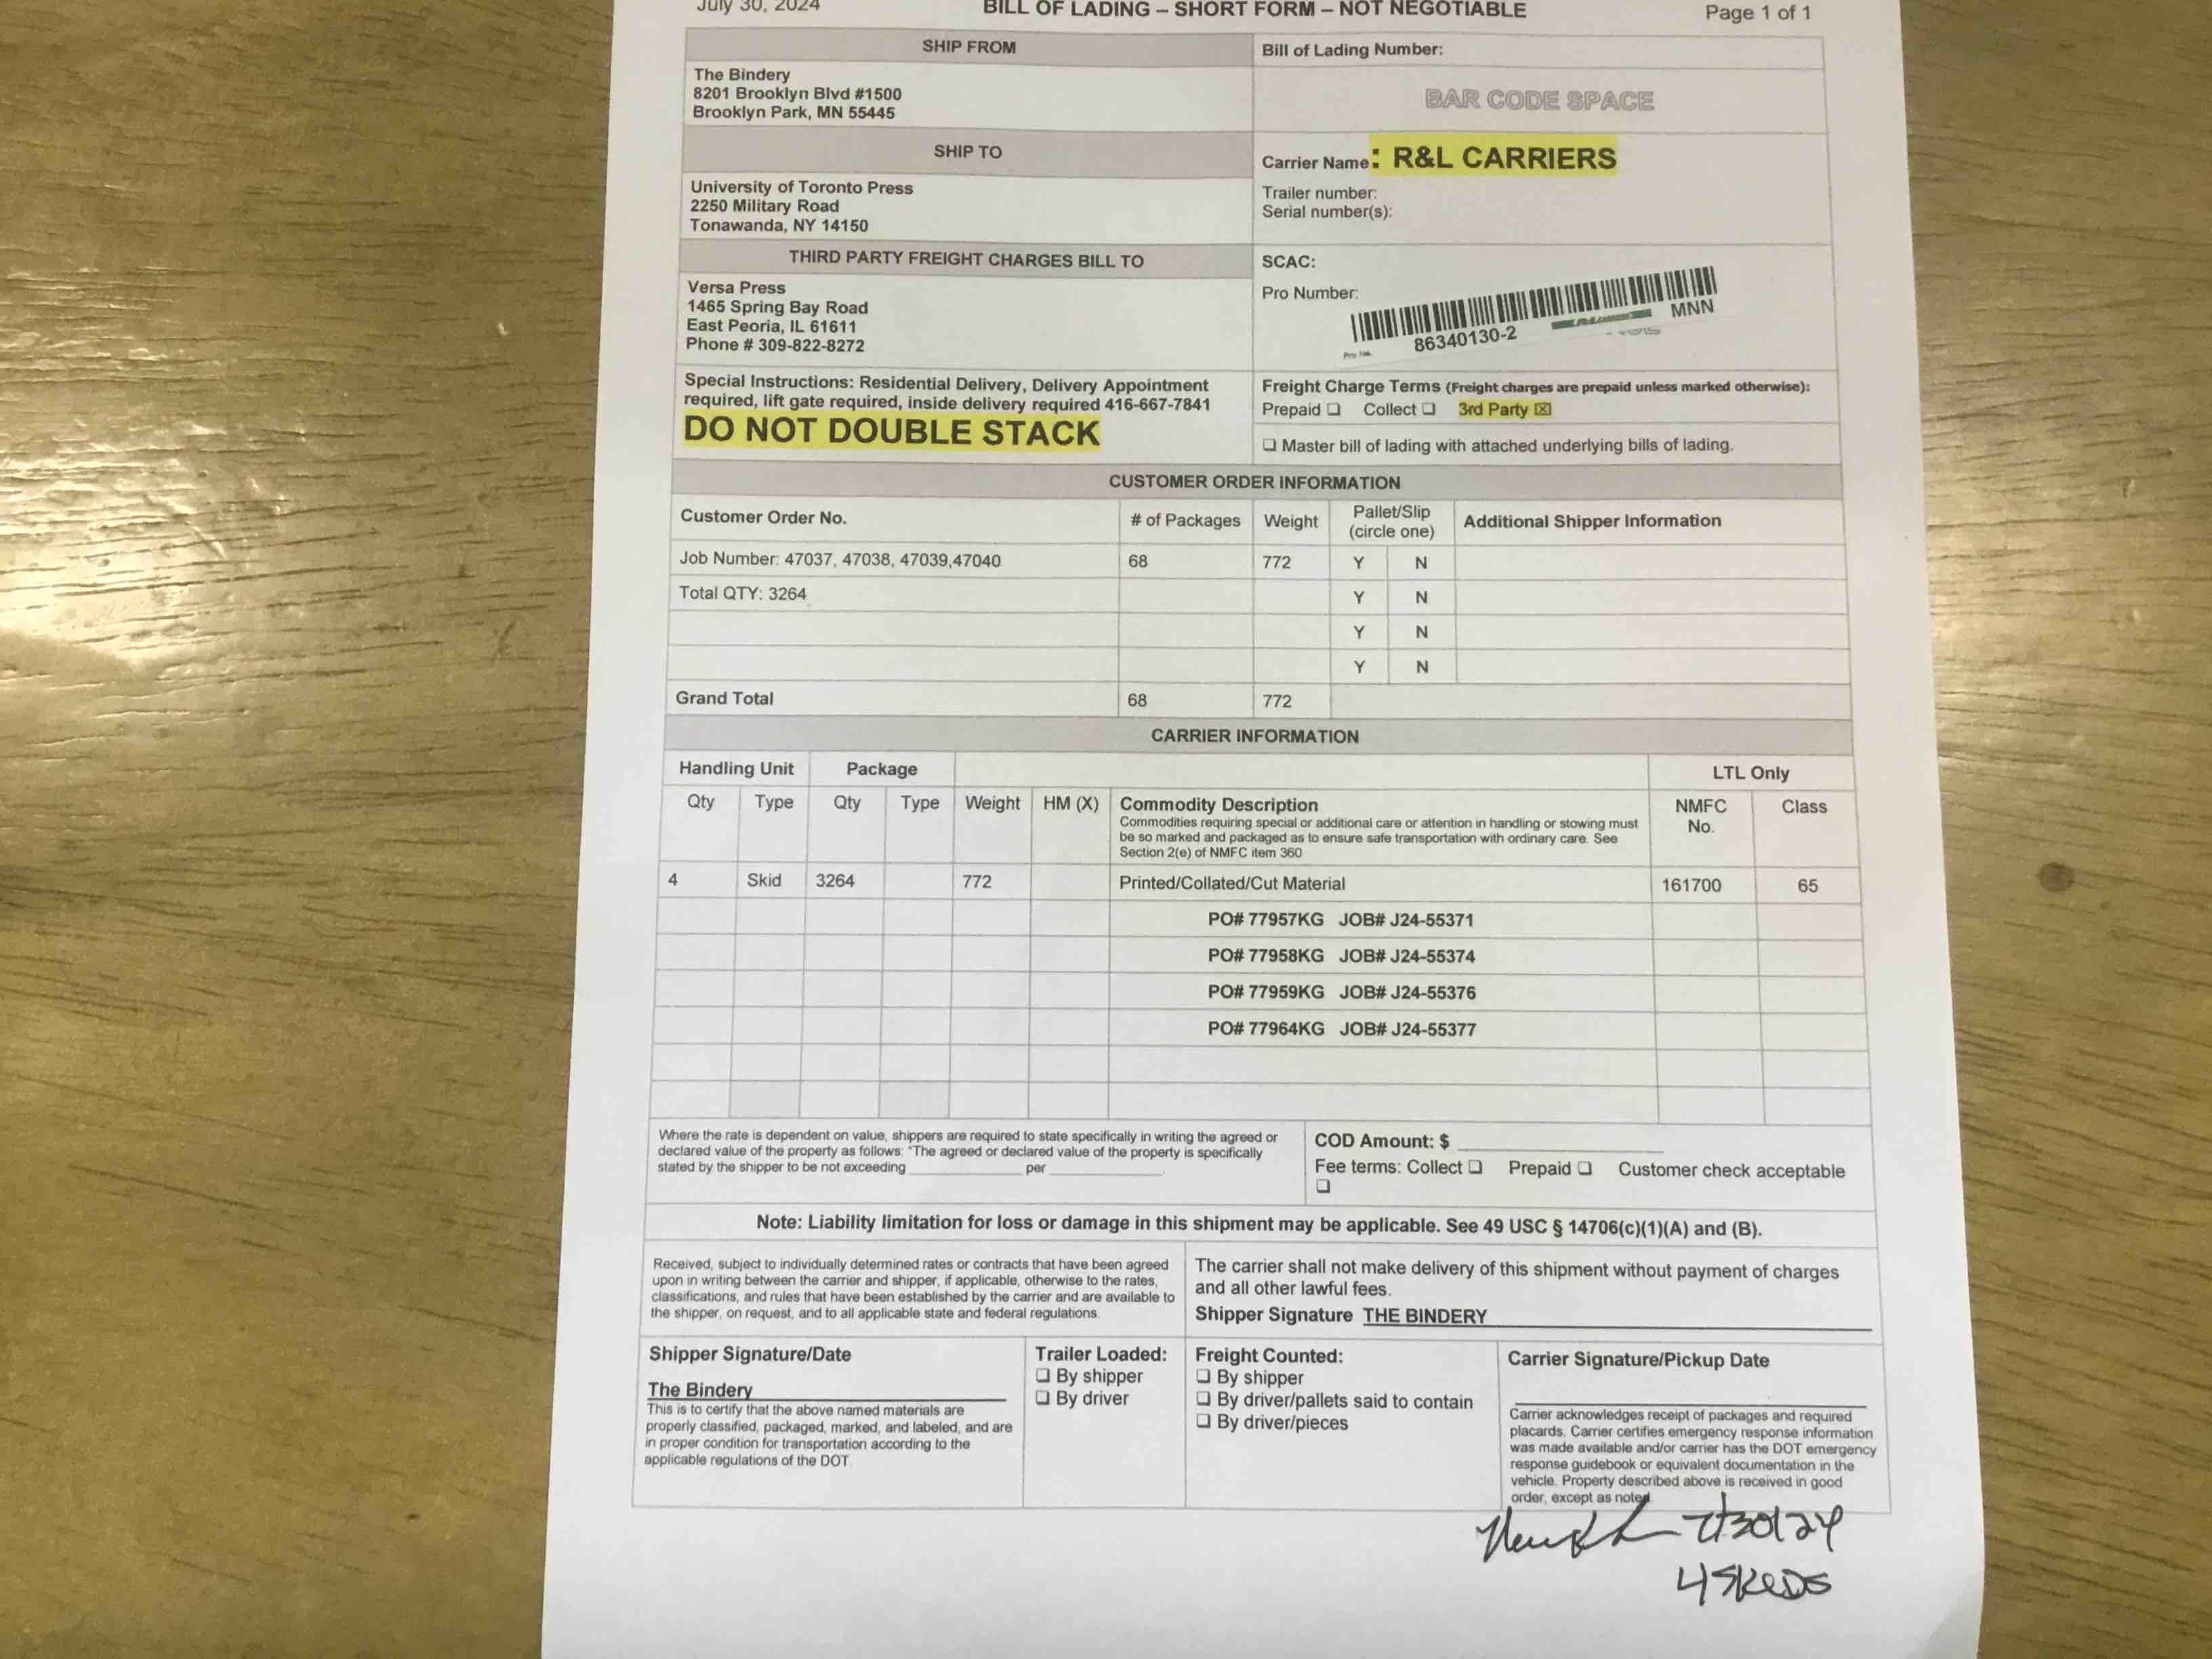 July 30, 2024 BILL OF LADING – SHORT FORM – NOT NEGOTIABLE Page 1 of 1
SHIP FROM
The Bindery
8201 Brooklyn Blvd #1500
Brooklyn Park, MN 55445
Bill of Lading Number:
BAR CODE SPACE
SHIP TO
University of Toronto Press
2250 Military Road
Tonawanda, NY 14150
Carrier Name: R&L CARRIERS
Trailer number:
Serial number(s):
THIRD PARTY FREIGHT CHARGES BILL TO
Versa Press
1465 Spring Bay Road
East Peoria, IL 61611
Phone # 309-822-8272
SCAC:
Pro Number:
86340130-2 MNN
Pro No.
Special Instructions: Residential Delivery, Delivery Appointment
required, lift gate required, inside delivery required 416-667-7841
DO NOT DOUBLE STACK
Freight Charge Terms (Freight charges are prepaid unless marked otherwise):
Prepaid ❑ Collect ❑ 3rd Party ☒
❑ Master bill of lading with attached underlying bills of lading.
CUSTOMER ORDER INFORMATION
Customer Order No. # of Packages Weight Pallet/Slip (circle one) Additional Shipper Information
Job Number: 47037, 47038, 47039,47040 68 772 Y N
Total QTY: 3264 Y N
Y N
Y N
Grand Total 68 772
CARRIER INFORMATION
Handling Unit Package LTL Only
Qty Type Qty Type Weight HM (X) Commodity Description NMFC No. Class
Commodities requiring special or additional care or attention in handling or stowing must
be so marked and packaged as to ensure safe transportation with ordinary care. See
Section 2(e) of NMFC item 360
4 Skid 3264 772 Printed/Collated/Cut Material 161700 65
PO# 77957KG JOB# J24-55371
PO# 77958KG JOB# J24-55374
PO# 77959KG JOB# J24-55376
PO# 77964KG JOB# J24-55377
Where the rate is dependent on value, shippers are required to state specifically in writing the agreed or
declared value of the property as follows: "The agreed or declared value of the property is specifically
stated by the shipper to be not exceeding ____________ per ____________.
COD Amount: $ ____________
Fee terms: Collect ❑ Prepaid ❑ Customer check acceptable
❑
Note: Liability limitation for loss or damage in this shipment may be applicable. See 49 USC § 14706(c)(1)(A) and (B).
Received, subject to individually determined rates or contracts that have been agreed
upon in writing between the carrier and shipper, if applicable, otherwise to the rates,
classifications, and rules that have been established by the carrier and are available to
the shipper, on request, and to all applicable state and federal regulations.
The carrier shall not make delivery of this shipment without payment of charges
and all other lawful fees.
Shipper Signature THE BINDERY
Shipper Signature/Date
The Bindery
This is to certify that the above named materials are
properly classified, packaged, marked, and labeled, and are
in proper condition for transportation according to the
applicable regulations of the DOT.
Trailer Loaded:
❑ By shipper
❑ By driver
Freight Counted:
❑ By shipper
❑ By driver/pallets said to contain
❑ By driver/pieces
Carrier Signature/Pickup Date
Carrier acknowledges receipt of packages and required
placards. Carrier certifies emergency response information
was made available and/or carrier has the DOT emergency
response guidebook or equivalent documentation in the
vehicle. Property described above is received in good
order, except as noted.
7/30/24
4 SKIDS